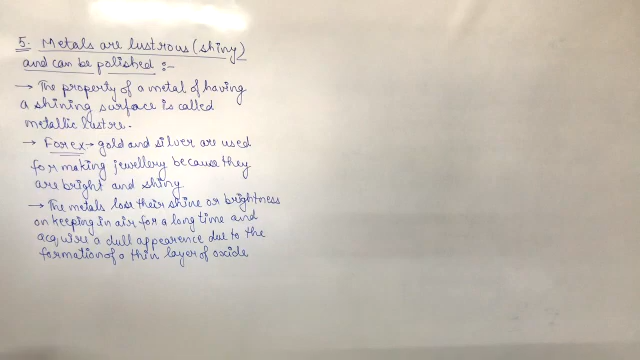 5. Metals are lustrous (shiny)
and can be polished :-
→ The property of a metal of having
a shining surface is called
metallic lustre.
→ Forex → gold and silver are used
for making jewellery because they
are bright and shiny
→ The metals lose their shine or brightness
on keeping in air for a long time and
acquire a dull appearence due to the
formation of a thin layer of oxide